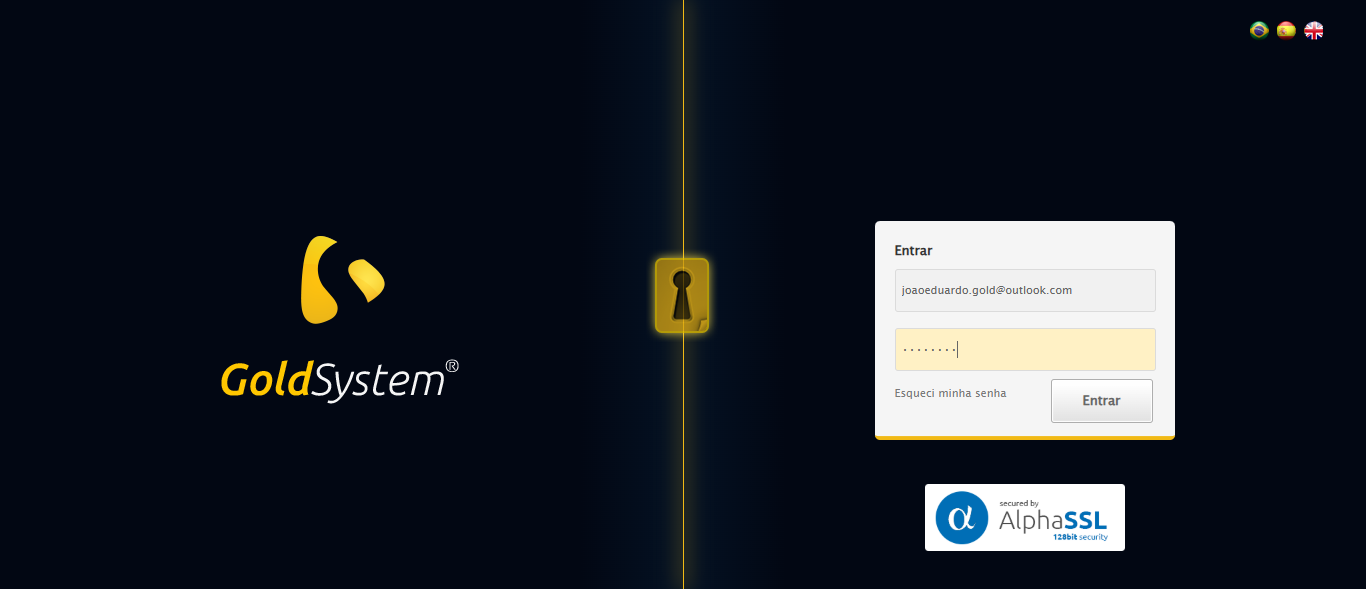 GoldSystem®
Entrar
joaoeduardo.gold@outlook.com
········
Esqueci minha senha
Entrar
α
secured by
AlphaSSL
128bit security